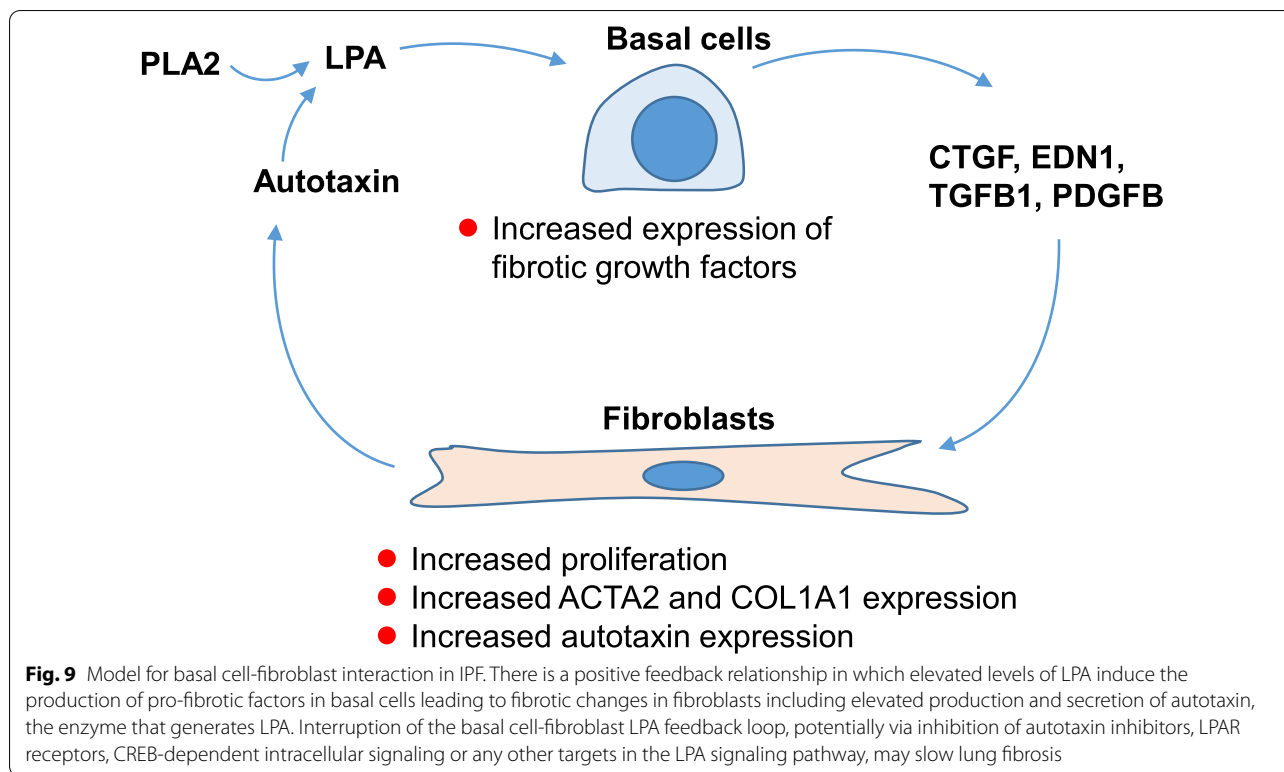 PLA2
LPA
Basal cells
Autotaxin
CTGF, EDN1,
TGFB1, PDGFB
Increased expression of
fibrotic growth factors
Fibroblasts
Increased proliferation
Increased ACTA2 and COL1A1 expression
Increased autotaxin expression
Fig. 9 Model for basal cell-fibroblast interaction in IPF. There is a positive feedback relationship in which elevated levels of LPA induce the
production of pro-fibrotic factors in basal cells leading to fibrotic changes in fibroblasts including elevated production and secretion of autotaxin,
the enzyme that generates LPA. Interruption of the basal cell-fibroblast LPA feedback loop, potentially via inhibition of autotaxin inhibitors, LPAR
receptors, CREB-dependent intracellular signaling or any other targets in the LPA signaling pathway, may slow lung fibrosis